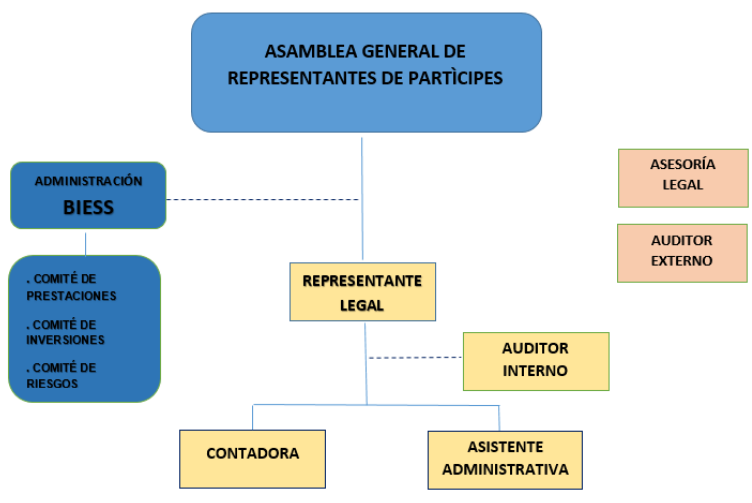 ASAMBLEA GENERAL DE
REPRESENTANTES DE PARTÌCIPES
ADMINISTRACIÓN
BIESS
ASESORÍA
LEGAL
AUDITOR
EXTERNO
. COMITÉ DE
PRESTACIONES
. COMITÉ DE
INVERSIONES
. COMITÉ DE
RIESGOS
REPRESENTANTE
LEGAL
AUDITOR
INTERNO
CONTADORA
ASISTENTE
ADMINISTRATIVA